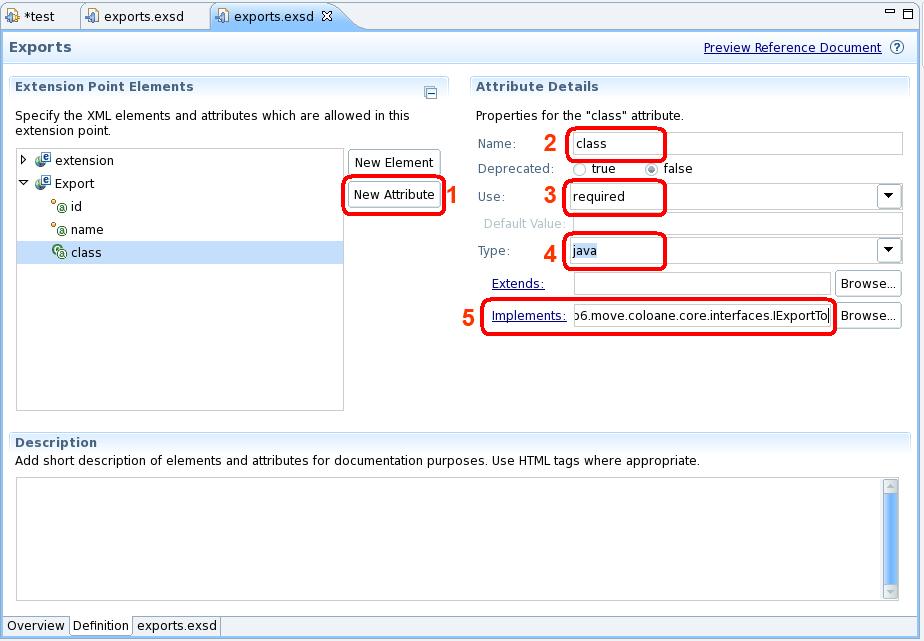 *test
exports.exsd
exports.exsd
Exports
Preview Reference Document
Extension Point Elements
Specify the XML elements and attributes which are allowed in this
extension point.
extension
Export
id
name
class
New Element
New Attribute
1
Attribute Details
Properties for the "class" attribute.
Name: 2 class
Deprecated: true false
Use: 3 required
Default Value:
Type: 4 java
Extends: Browse...
5 Implements: p6.move.coloane.core.interfaces.IExportTo Browse...
Description
Add short description of elements and attributes for documentation purposes. Use HTML tags where appropriate.
Overview Definition exports.exsd